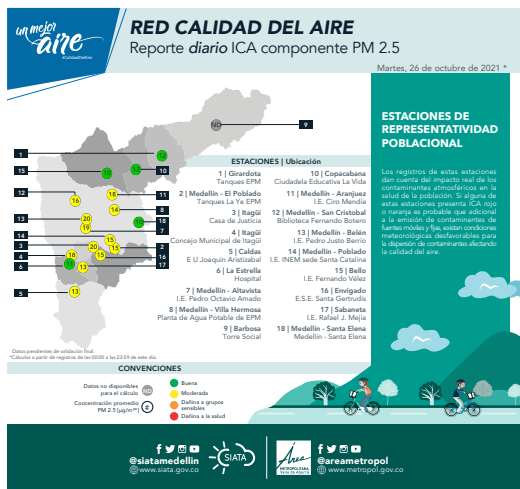 un mejor
aire
#CalidadDelAire
RED CALIDAD DEL AIRE
Reporte diario ICA componente PM 2.5
Martes, 26 de octubre de 2021 *
ESTACIONES DE
REPRESENTATIVIDAD
POBLACIONAL
Los registros de estas estaciones
dan cuenta del impacto real de los
contaminantes atmosféricos en la
salud de la población. Si alguna de
estas estaciones presenta ICA rojo
o naranja es probable que adicional
a la emisión de contaminantes de
fuentes móviles y fijas, existan condiciones
meteorológicas desfavorables para
la dispersión de contaminantes afectando
la calidad del aire.
ND
9
1
15
12
13
14
3
4
6
5
12
12
12
10
16
18
11
14
8
20
19
10
18
7
15
20
15
2
18
11
13
16
17
13
ESTACIONES | Ubicación
1 | Girardota
Tanques EPM
2 | Medellín - El Poblado
Tanques La Ye EPM
3 | Itagüí
Casa de Justicia
4 | Itagüí
Concejo Municipal de Itagüí
5 | Caldas
E U Joaquín Aristizabal
6 | La Estrella
Hospital
7 | Medellín - Altavista
I.E. Pedro Octavio Amado
8 | Medellín - Villa Hermosa
Planta de Agua Potable de EPM
9 | Barbosa
Torre Social
10 | Copacabana
Ciudadela Educativa La Vida
11 | Medellín - Aranjuez
I.E. Ciro Mendía
12 | Medellín - San Cristobal
Biblioteca Fernando Botero
13 | Medellín - Belén
I.E. Pedro Justo Berrio
14 | Medellín - Poblado
I.E. INEM sede Santa Catalina
15 | Bello
I.E. Fernando Vélez
16 | Envigado
E.S.E. Santa Gertrudis
17 | Sabaneta
I.E. Rafael J. Mejía
18 | Medellín - Santa Elena
Medellín - Santa Elena
Datos pendientes de validación final.
*Cálculos a partir de registros de las 00:00 a las 23:59 de este día.
CONVENCIONES
Datos no disponibles
para el cálculo
ND
Concentración promedio
PM 2.5 [µg/m³]
#
Buena
Moderada
Dañina a grupos
sensibles
Dañina a la salud
@siatamedellin
www.siata.gov.co
SIATA
Área
METROPOLITANA
Valle de Aburrá
@areametropol
www.metropol.gov.co